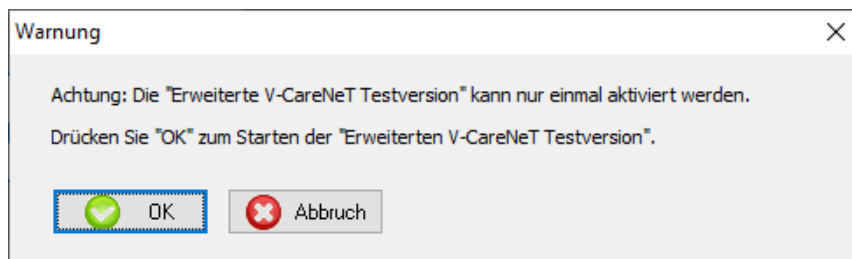 Warnung
Achtung: Die "Erweiterte V-CareNeT Testversion" kann nur einmal aktiviert werden.
Drücken Sie "OK" zum Starten der "Erweiterten V-CareNeT Testversion".
OK Abbruch